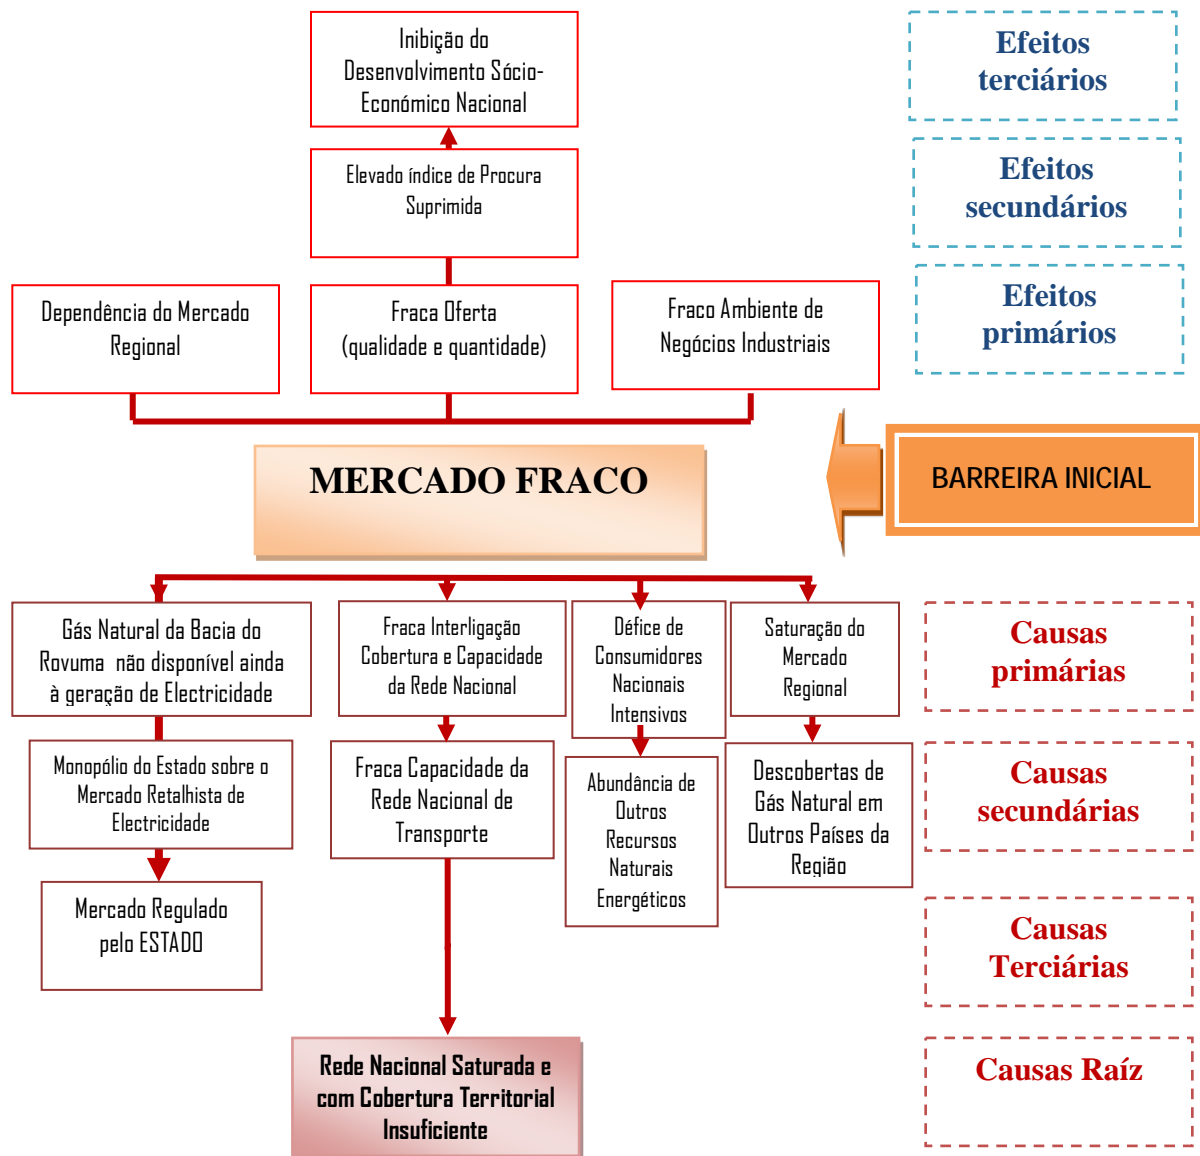 Inibição do
Desenvolvimento Sócio-
Económico Nacional
Efeitos
terciários
Elevado índice de Procura
Suprimida
Efeitos
secundários
Dependência do Mercado
Regional
Fraca Oferta
(qualidade e quantidade)
Fraco Ambiente de
Negócios Industriais
Efeitos
primários
MERCADO FRACO
BARREIRA INICIAL
Gás Natural da Bacia do
Rovuma não disponível ainda
à geração de Electricidade
Fraca Interligação
Cobertura e Capacidade
da Rede Nacional
Défice de
Consumidores
Nacionais
Intensivos
Saturação do
Mercado
Regional
Causas
primárias
Monopólio do Estado sobre o
Mercado Retalhista de
Electricidade
Fraca Capacidade da
Rede Nacional de
Transporte
Abundância de
Outros
Recursos
Naturais
Energéticos
Descobertas de
Gás Natural em
Outros Países da
Região
Causas
secundárias
Mercado Regulado
pelo ESTADO
Causas
Terciárias
Rede Nacional Saturada e
com Cobertura Territorial
Insuficiente
Causas Raíz